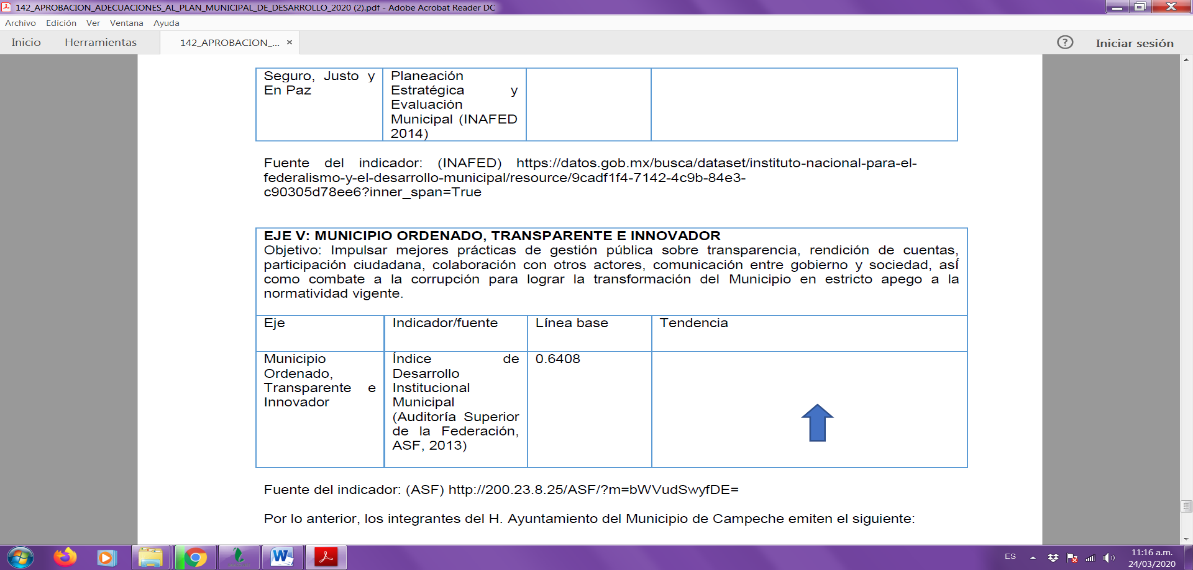 142_APROBACION_ADECUACIONES_AL_PLAN_MUNICIPAL_DE_DESARROLLO_2020 (2).pdf - Adobe Acrobat Reader DC
Archivo Edición Ver Ventana Ayuda
Inicio Herramientas 142_APROBACION_... × ? Iniciar sesión
Seguro, Justo y
En Paz
Planeación
Estratégica y
Evaluación
Municipal (INAFED
2014)
Fuente del indicador: (INAFED) https://datos.gob.mx/busca/dataset/instituto-nacional-para-el-
federalismo-y-el-desarrollo-municipal/resource/9cadf1f4-7142-4c9b-84e3-
c90305d78ee6?inner_span=True
EJE V: MUNICIPIO ORDENADO, TRANSPARENTE E INNOVADOR
Objetivo: Impulsar mejores prácticas de gestión pública sobre transparencia, rendición de cuentas,
participación ciudadana, colaboración con otros actores, comunicación entre gobierno y sociedad, así
como combate a la corrupción para lograr la transformación del Municipio en estricto apego a la
normatividad vigente.
Eje Indicador/fuente Línea base Tendencia
Municipio
Ordenado,
Transparente e
Innovador
Índice de
Desarrollo
Institucional
Municipal
(Auditoría Superior
de la Federación,
ASF, 2013)
0.6408
Fuente del indicador: (ASF) http://200.23.8.25/ASF/?m=bWVudSwyfDE=
Por lo anterior, los integrantes del H. Ayuntamiento del Municipio de Campeche emiten el siguiente:
ES
11:16 a.m.
24/03/2020